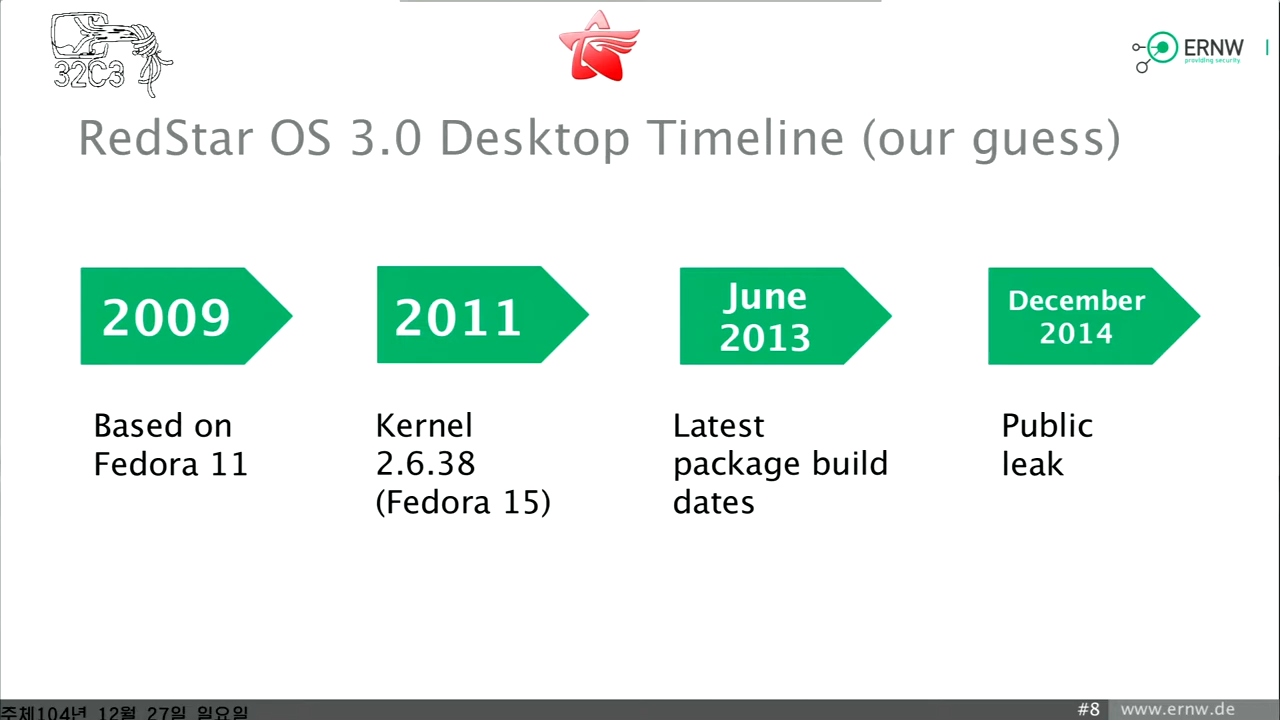 32C3
ERNW
providing security
RedStar OS 3.0 Desktop Timeline (our guess)
2009
2011
June
2013
December
2014
Based on
Fedora 11
Kernel
2.6.38
(Fedora 15)
Latest
package build
dates
Public
leak
주체104년 12월 27일 일요일
#8
www.ernw.de